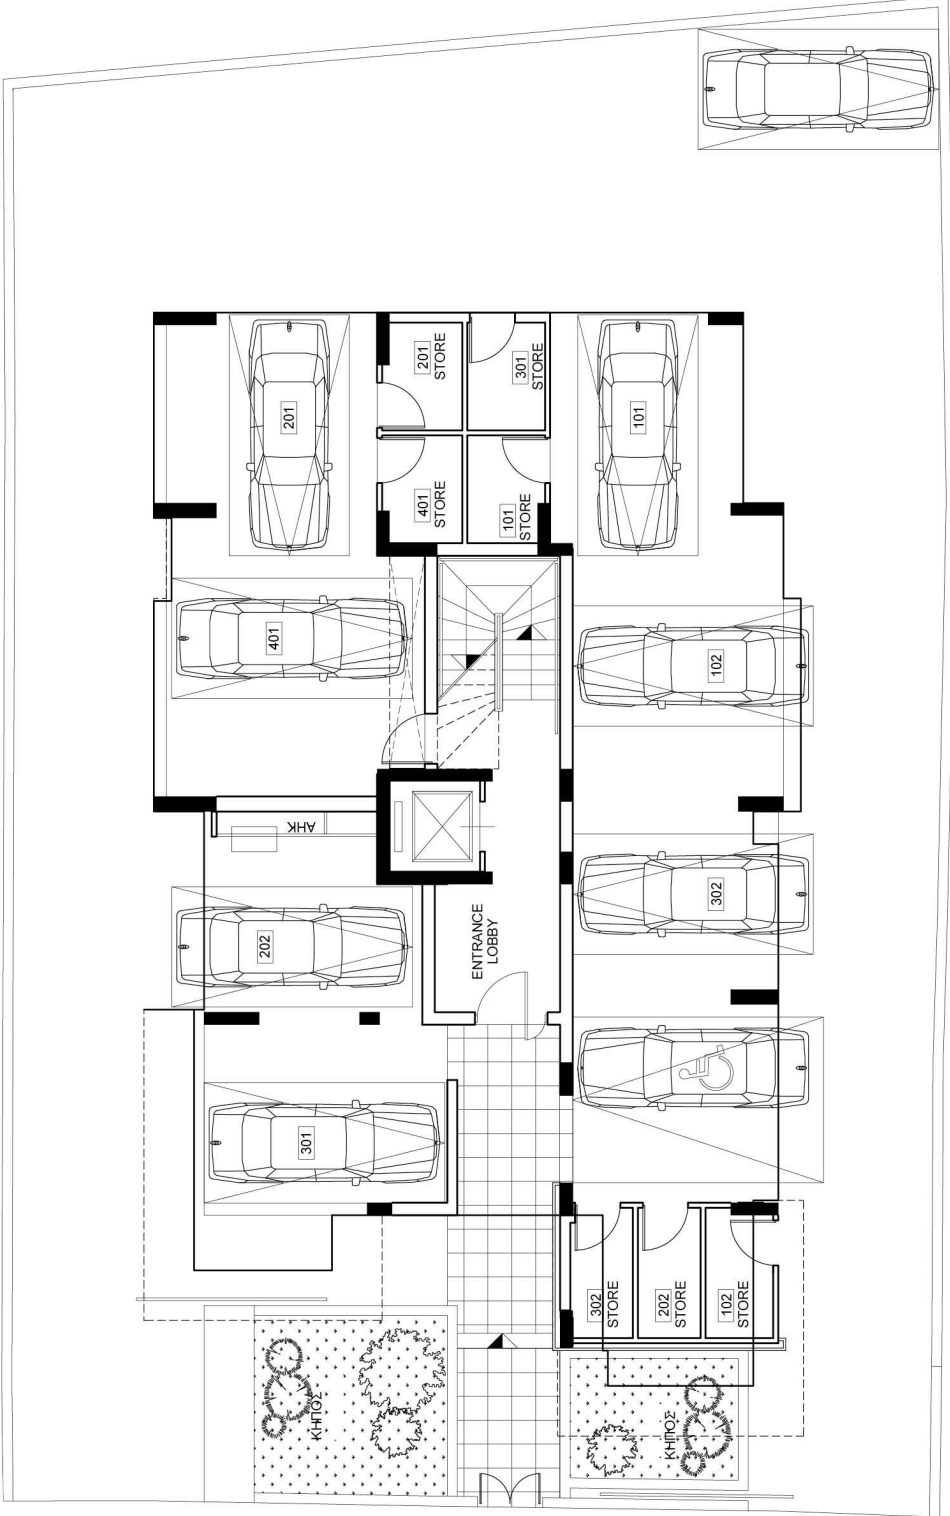 201
201
STORE
301
STORE
101
401
401
STORE
101
STORE
102
AHK
302
202
ENTRANCE
LOBBY
301
302
STORE
202
STORE
102
STORE
ΚΗΠΟΣ
ΚΗΠΟΣ